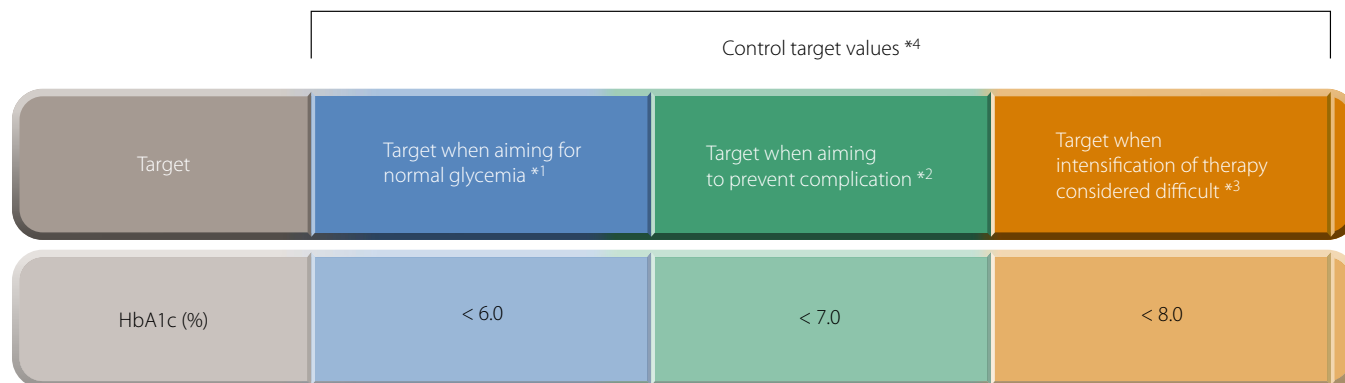 Control target values *4
Target
Target when aiming for
normal glycemia *1
Target when aiming
to prevent complication *2
Target when
intensification of therapy
considered difficult *3
HbA1c (%)
< 6.0
< 7.0
< 8.0